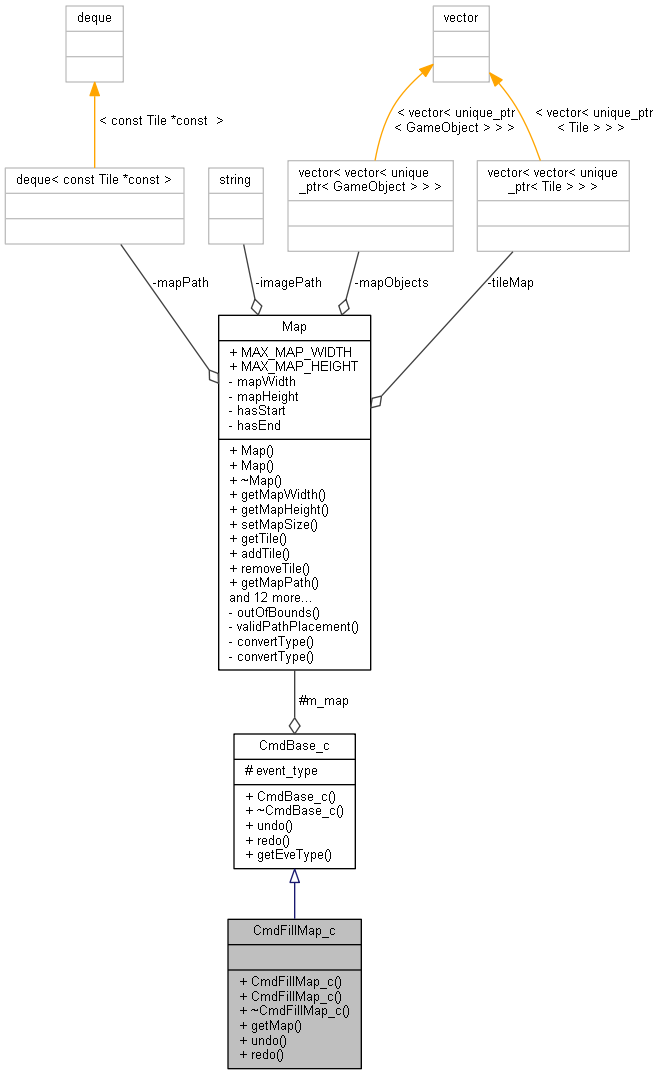 deque
vector
< const Tile *const  >
< vector< unique_ptr
< GameObject > > >
< vector< unique_ptr
< Tile > > >
deque< const Tile *const >
string
vector< vector< unique
_ptr< GameObject > > >
vector< vector< unique
_ptr< Tile > > >
-mapPath
-imagePath
-mapObjects
-tileMap
Map
+ MAX_MAP_WIDTH
+ MAX_MAP_HEIGHT
- mapWidth
- mapHeight
- hasStart
- hasEnd
+ Map()
+ Map()
+ ~Map()
+ getMapWidth()
+ getMapHeight()
+ setMapSize()
+ getTile()
+ addTile()
+ removeTile()
+ getMapPath()
and 12 more...
- outOfBounds()
- validPathPlacement()
- convertType()
- convertType()
#m_map
CmdBase_c
# event_type
+ CmdBase_c()
+ ~CmdBase_c()
+ undo()
+ redo()
+ getEveType()
CmdFillMap_c
+ CmdFillMap_c()
+ CmdFillMap_c()
+ ~CmdFillMap_c()
+ getMap()
+ undo()
+ redo()